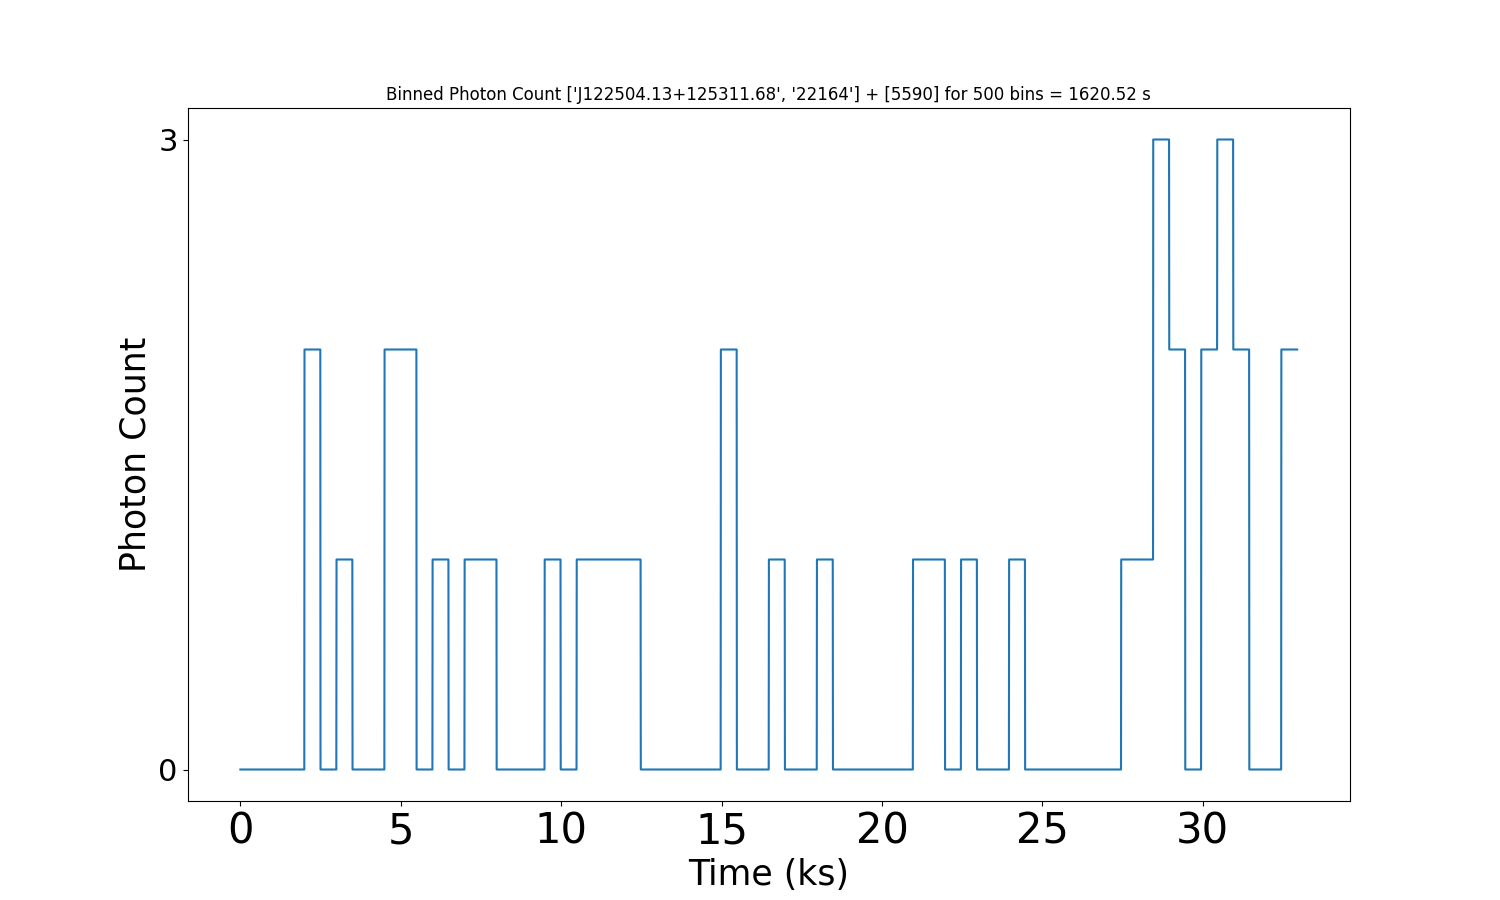 Binned Photon Count ['J122504.13+125311.68', '22164'] + [5590] for 500 bins = 1620.52 s
3
Photon Count
0
0 5 10 15 20 25 30
Time (ks)